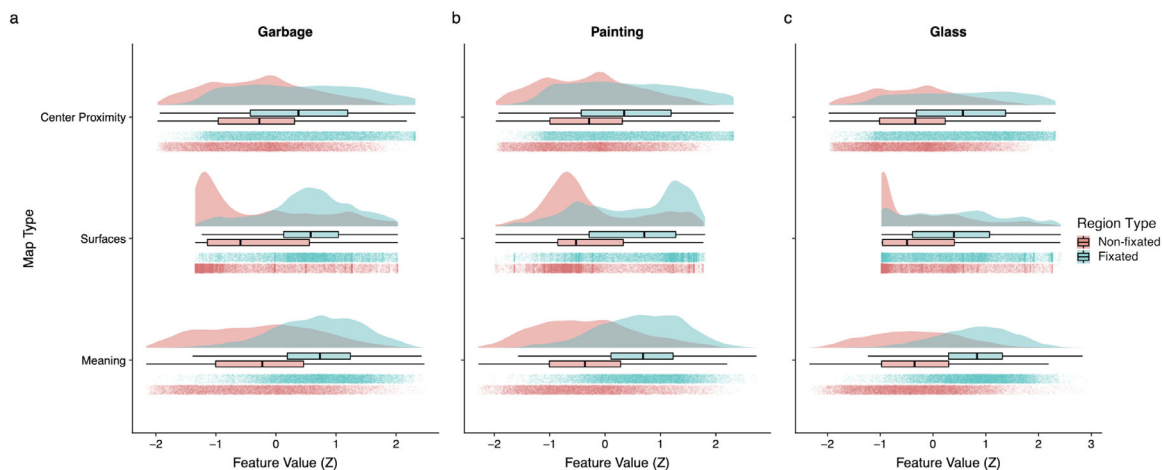 a
b
c
Garbage
Painting
Glass
Map Type
Center Proximity
Surfaces
Meaning
Region Type
Non-fixated
Fixated
−2 −1 0 1 2
−2 −1 0 1 2
−2 −1 0 1 2 3
Feature Value (Z)
Feature Value (Z)
Feature Value (Z)